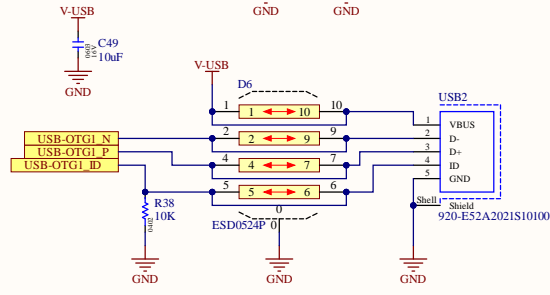 V-USB
GND
GND
C49
10uF
0603
16V
GND
V-USB
D6
USB2
1
1
10
10
1
VBUS
USB-OTG1_N
2
2
9
9
2
D-
USB-OTG1_P
3
D+
USB-OTG1_ID
4
4
7
7
4
ID
5
5
6
6
5
GND
R38
10K
0402
0
ESD0524P
0
Shell
Shield
920-E52A2021S10100
GND
GND
GND